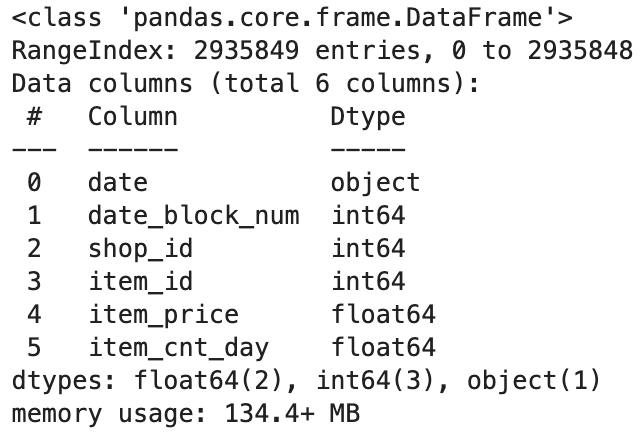 <class 'pandas.core.frame.DataFrame'>
RangeIndex: 2935849 entries, 0 to 2935848
Data columns (total 6 columns):
 #   Column          Dtype
---  ------          -----
 0   date            object
 1   date_block_num  int64
 2   shop_id         int64
 3   item_id         int64
 4   item_price      float64
 5   item_cnt_day    float64
dtypes: float64(2), int64(3), object(1)
memory usage: 134.4+ MB